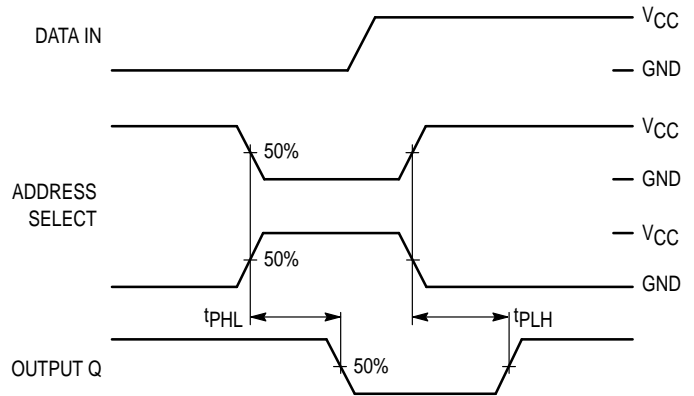 DATA IN
VCC
GND
VCC
50%
GND
ADDRESS
SELECT
VCC
50%
GND
tPHL
tPLH
OUTPUT Q
50%